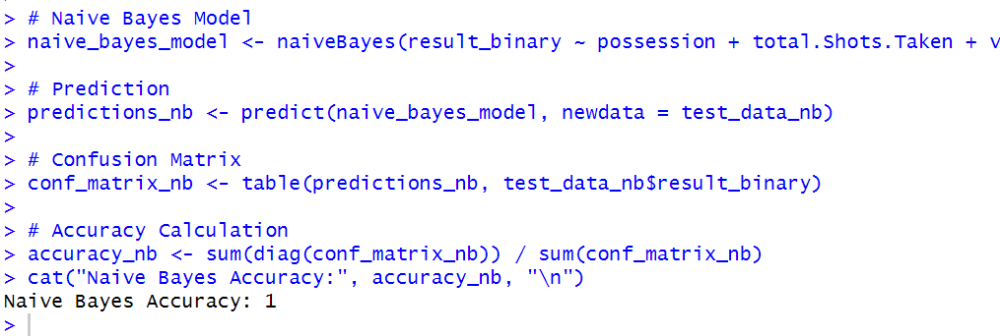 > # Naive Bayes Model
> naive_bayes_model <- naiveBayes(result_binary ~ possession + total.Shots.Taken + v
>
> # Prediction
> predictions_nb <- predict(naive_bayes_model, newdata = test_data_nb)
>
> # Confusion Matrix
> conf_matrix_nb <- table(predictions_nb, test_data_nb$result_binary)
>
> # Accuracy Calculation
> accuracy_nb <- sum(diag(conf_matrix_nb)) / sum(conf_matrix_nb)
> cat("Naive Bayes Accuracy:", accuracy_nb, "\n")
Naive Bayes Accuracy: 1
>